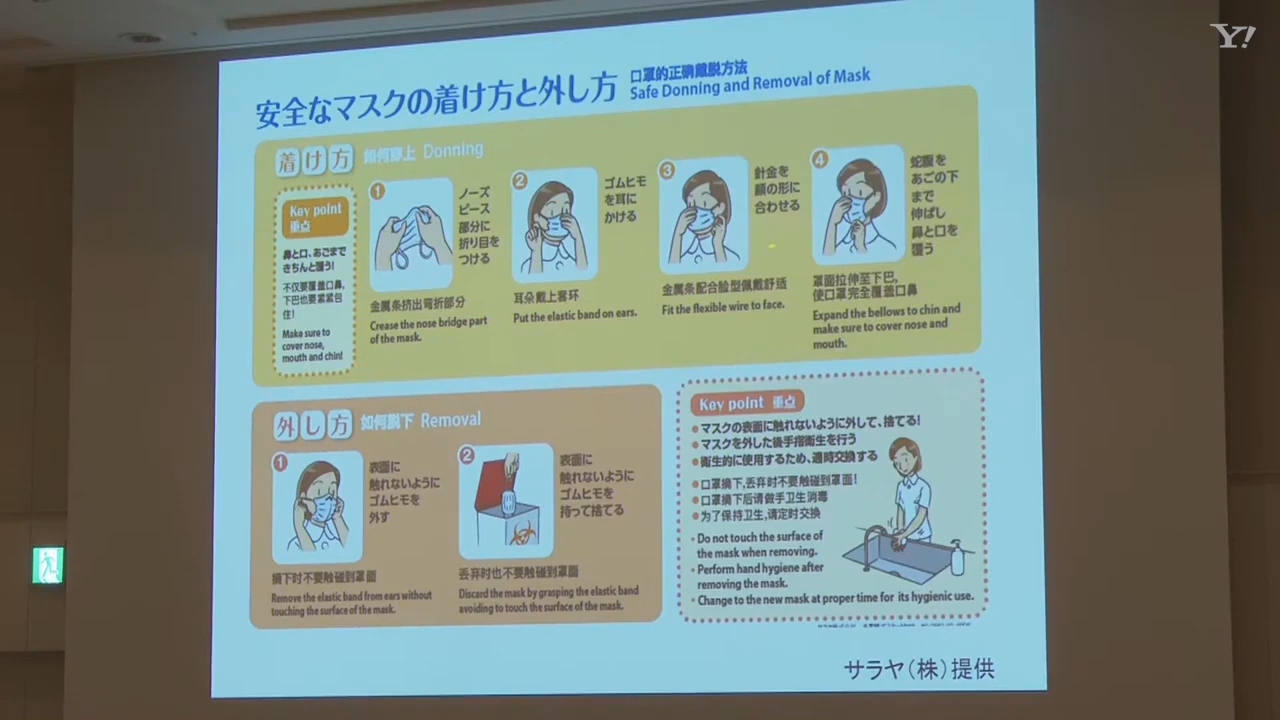 Y!
安全なマスクの着け方と外し方
口罩的正确戴脱方法
Safe Donning and Removal of Mask
着け方 如何穿上 Donning
Key point
重点
鼻と口、あごまで
きちんと覆う!
不仅要覆盖口鼻,
下巴也要紧紧包
住!
Make sure to
cover nose,
mouth and chin!
1
ノーズ
ピース
部分に
折り目を
つける
金属条挤出弯折部分
Crease the nose bridge part
of the mask.
2
ゴムヒモ
を耳に
かける
耳朵戴上套环
Put the elastic band on ears.
3
針金を
顔の形に
合わせる
金属条配合脸型佩戴舒适
Fit the flexible wire to face.
4
蛇腹を
あごの下
まで
伸ばし
鼻と口を
覆う
罩面拉伸至下巴,
使口罩完全覆盖口鼻
Expand the bellows to chin and
make sure to cover nose and
mouth.
外し方 如何脱下 Removal
1
表面に
触れないように
ゴムヒモを
外す
摘下时不要触碰到罩面
Remove the elastic band from ears without
touching the surface of the mask.
2
表面に
触れないように
ゴムヒモを
持って捨てる
丢弃时也不要触碰到罩面
Discard the mask by grasping the elastic band
avoiding to touch the surface of the mask.
Key point 重点
●マスクの表面に触れないように外して、捨てる!
●マスクを外した後手指衛生を行う
●衛生的に使用するため、適時交換する
●口罩摘下,丢弃时不要触碰到罩面!
●口罩摘下后请做手卫生消毒
●为了保持卫生,请定时交换
・Do not touch the surface of
the mask when removing.
・Perform hand hygiene after
removing the mask.
・Change to the new mask at proper time for its hygienic use.
サラヤ(株)提供